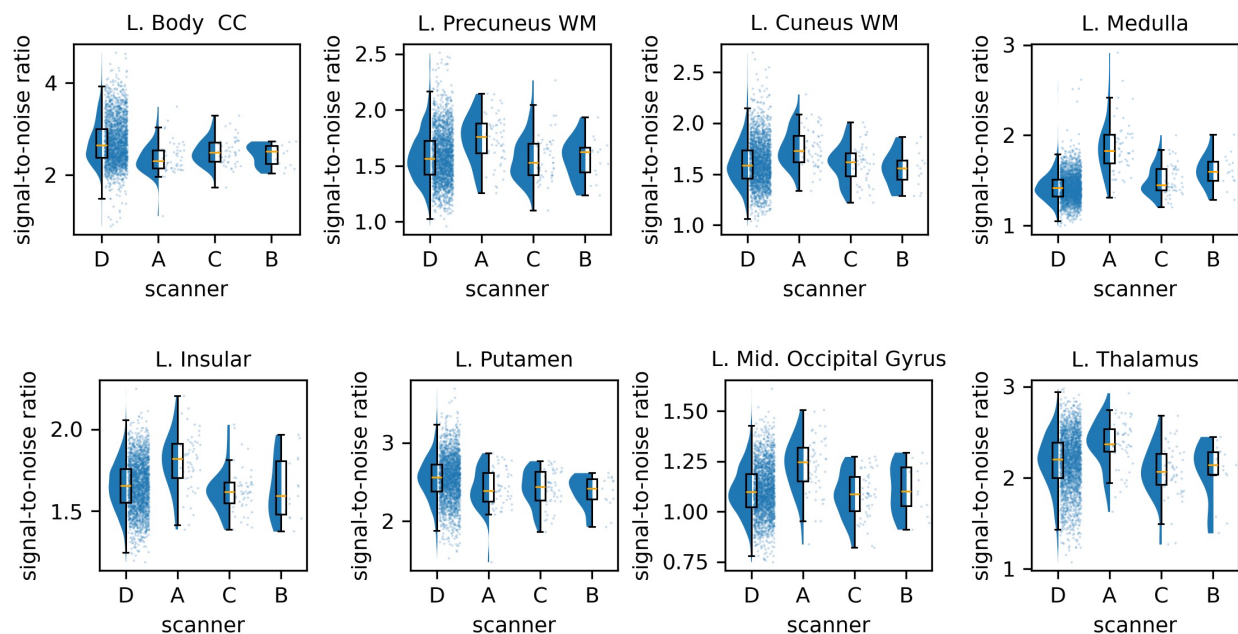 L. Body  CC
signal-to-noise ratio
4
2
D A C B
scanner
L. Precuneus WM
signal-to-noise ratio
2.5
2.0
1.5
1.0
D A C B
scanner
L. Cuneus WM
signal-to-noise ratio
2.5
2.0
1.5
1.0
D A C B
scanner
L. Medulla
signal-to-noise ratio
3
2
1
D A C B
scanner
L. Insular
signal-to-noise ratio
2.0
1.5
D A C B
scanner
L. Putamen
signal-to-noise ratio
3
2
D A C B
scanner
L. Mid. Occipital Gyrus
signal-to-noise ratio
1.50
1.25
1.00
0.75
D A C B
scanner
L. Thalamus
signal-to-noise ratio
3
2
1
D A C B
scanner